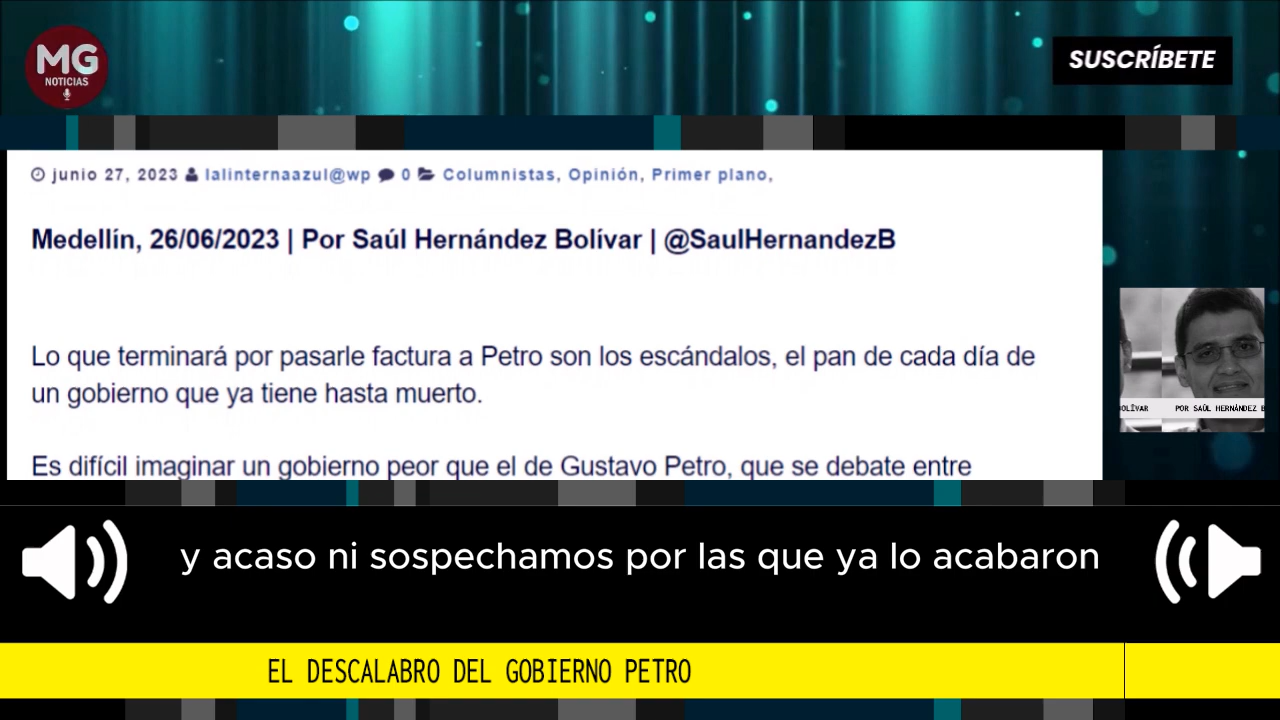 MG
NOTICIAS
SUSCRÍBETE
junio 27, 2023 lalinternaazul@wp 0 Columnistas, Opinión, Primer plano,
Medellín, 26/06/2023 | Por Saúl Hernández Bolívar | @SaulHernandezB
Lo que terminará por pasarle factura a Petro son los escándalos, el pan de cada día de
un gobierno que ya tiene hasta muerto.
Es difícil imaginar un gobierno peor que el de Gustavo Petro, que se debate entre
OLÍVAR POR SAÚL HERNÁNDEZ B
y acaso ni sospechamos por las que ya lo acabaron
EL DESCALABRO DEL GOBIERNO PETRO